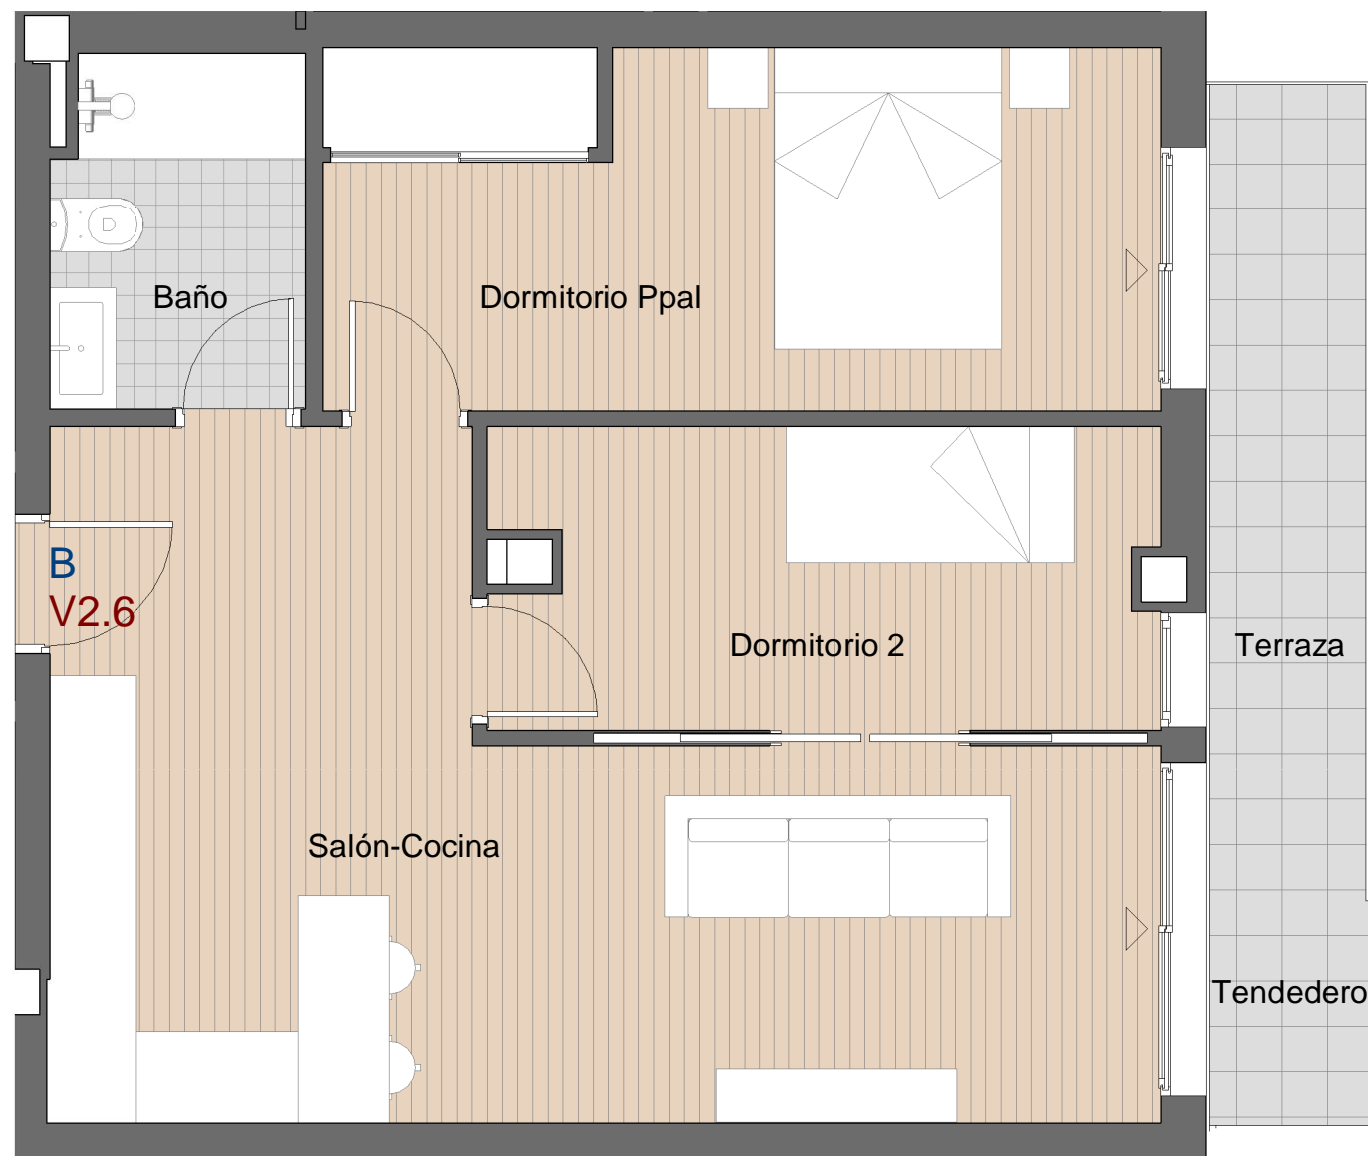 Baño
Dormitorio Ppal
B
V2.6
Dormitorio 2
Terraza
Salón-Cocina
Tendedero